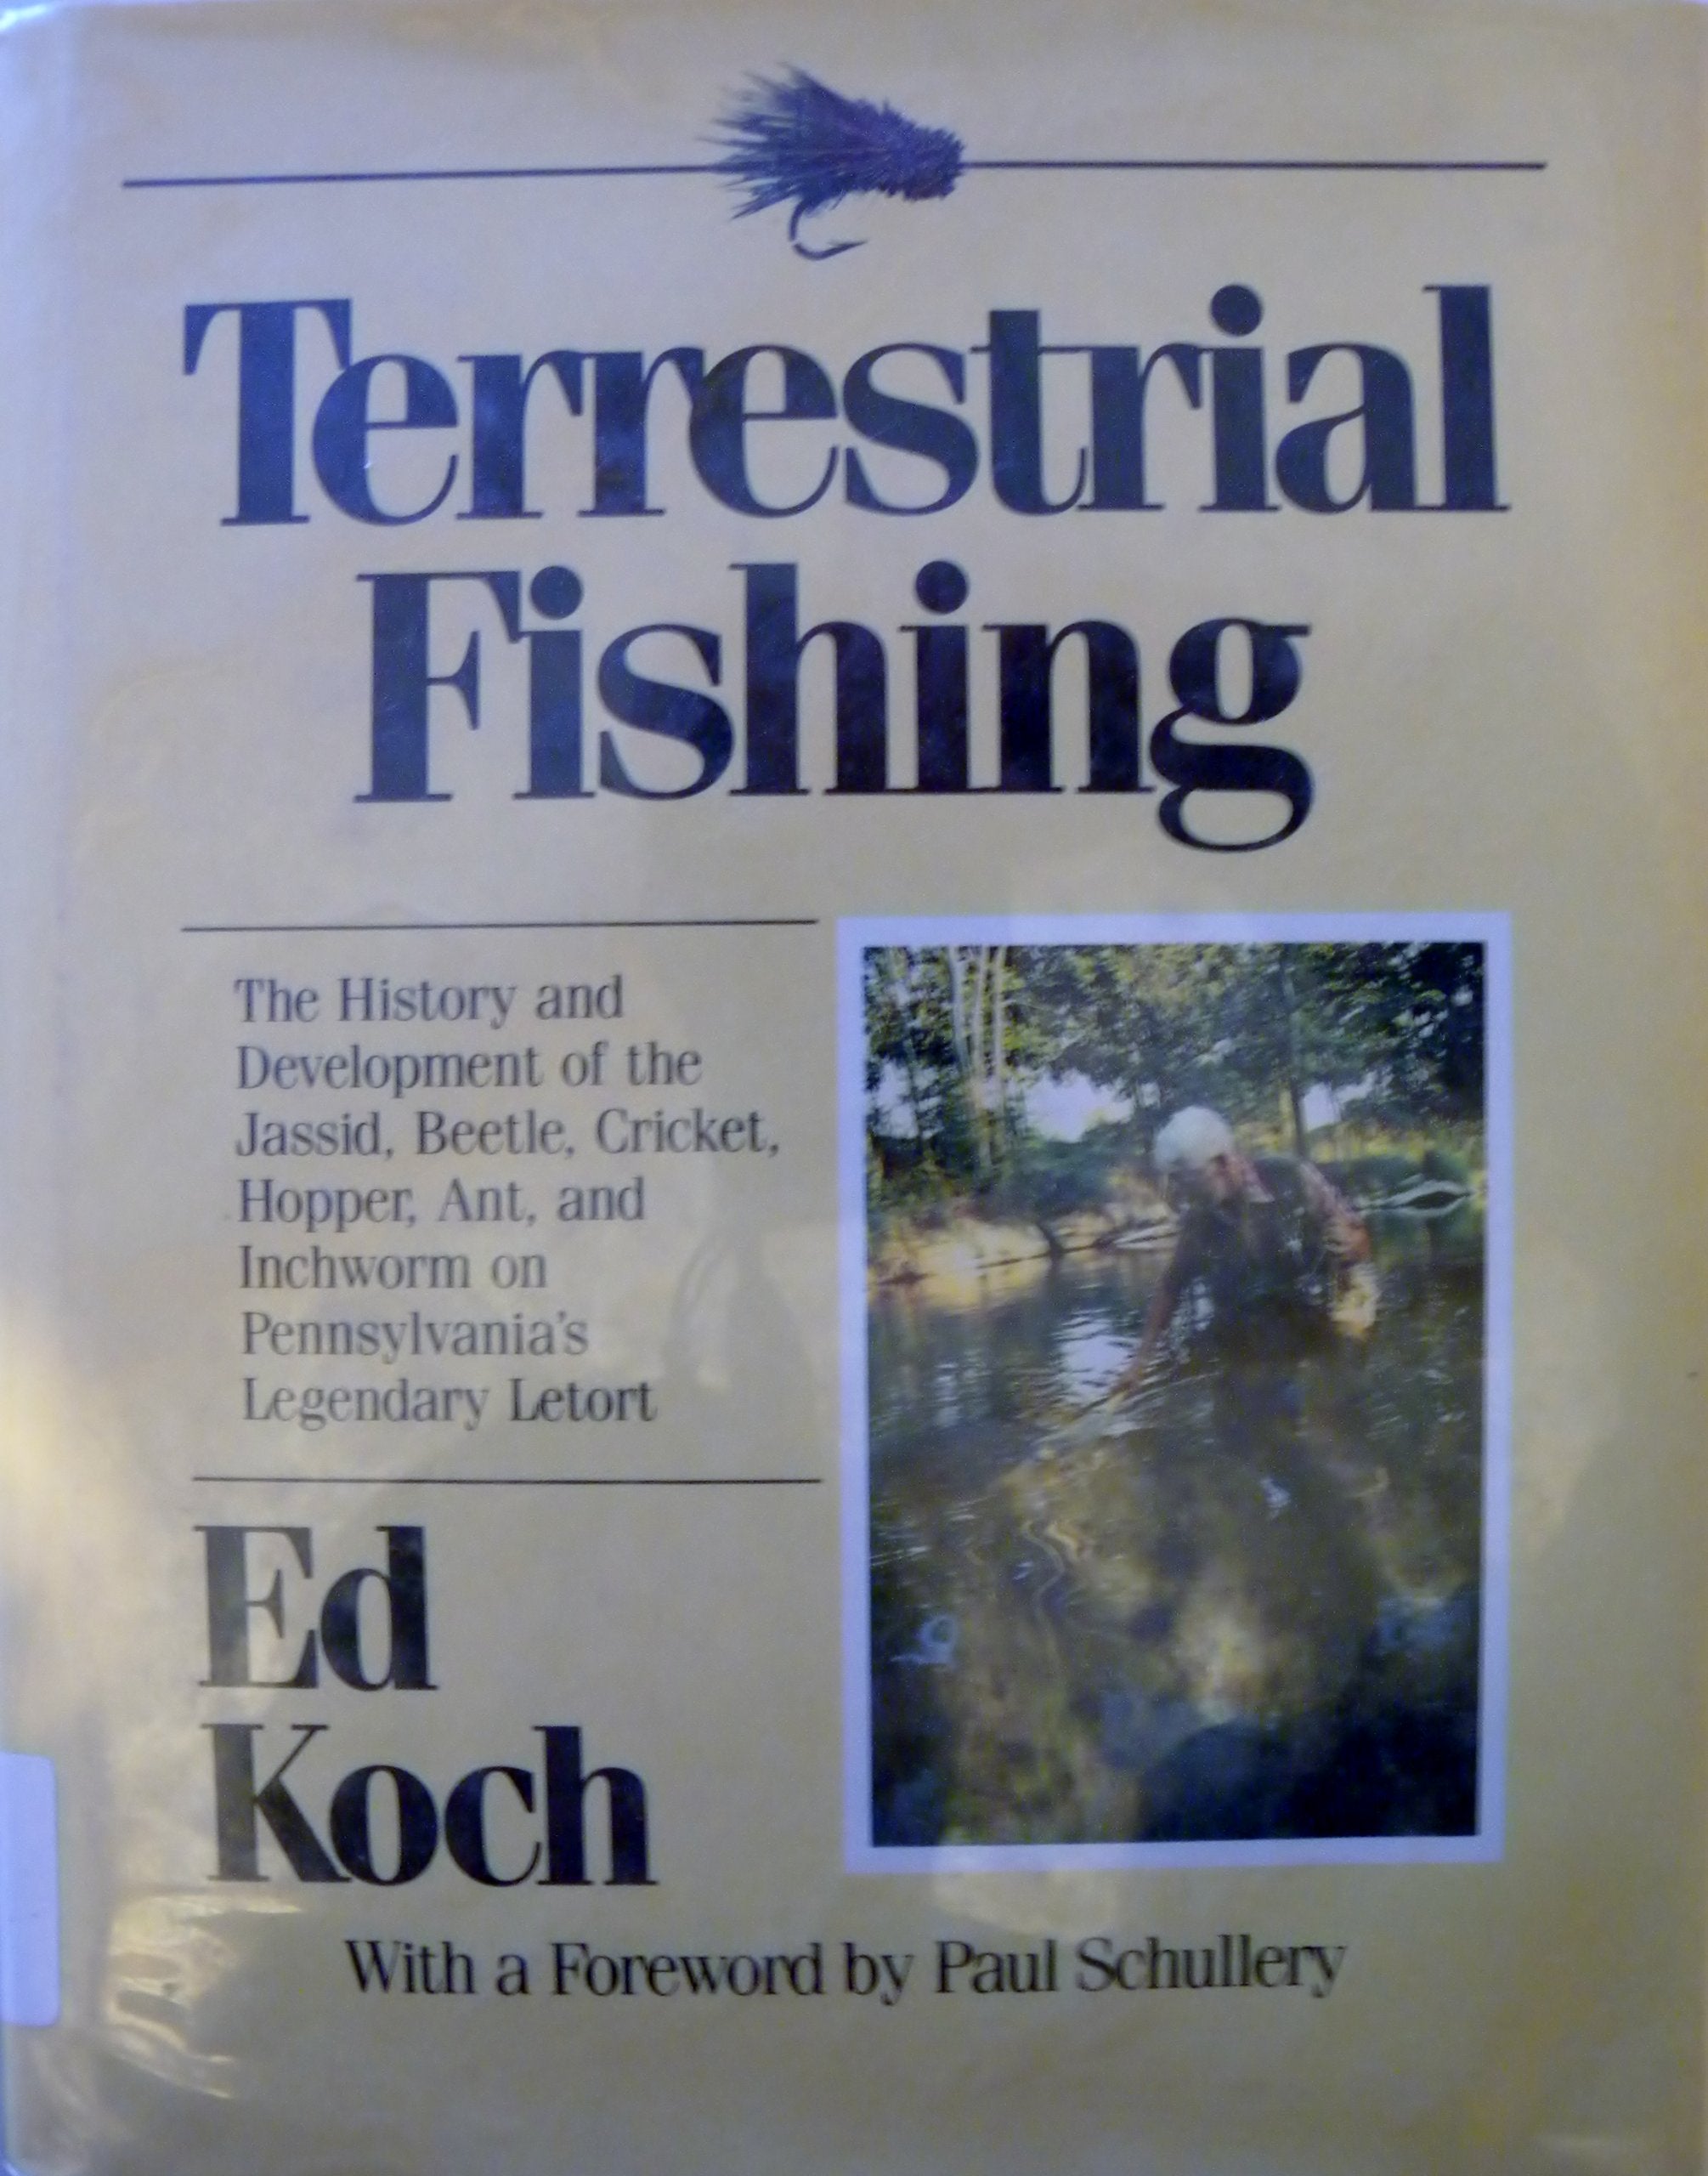 Terrestrial
Fishing
The History and
Development of the
Jassid, Beetle, Cricket,
Hopper, Ant, and
Inchworm on
Pennsylvania's
Legendary Letort
Ed
Koch
With a Foreword by Paul Schullery